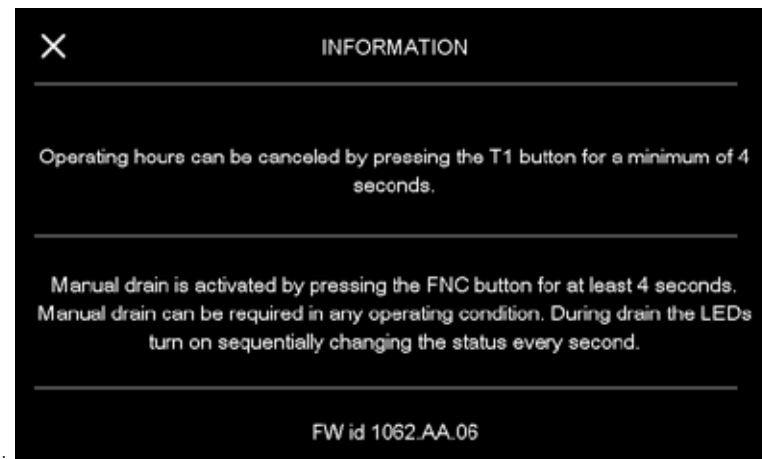 INFORMATION
Operating hours can be canceled by pressing the T1 button for a minimum of 4
seconds.
Manual drain is activated by pressing the FNC button for at least 4 seconds.
Manual drain can be required in any operating condition. During drain the LEDs
turn on sequentially changing the status every second.
FW id 1062.AA.06